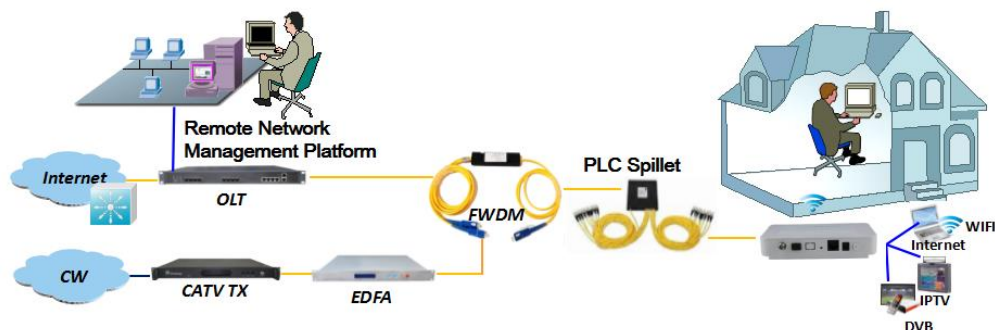 Remote Network
Management Platform
Internet
OLT
FWDM
PLC Spillet
CW
CATV TX
EDFA
WIFI
Internet
IPTV
DVB